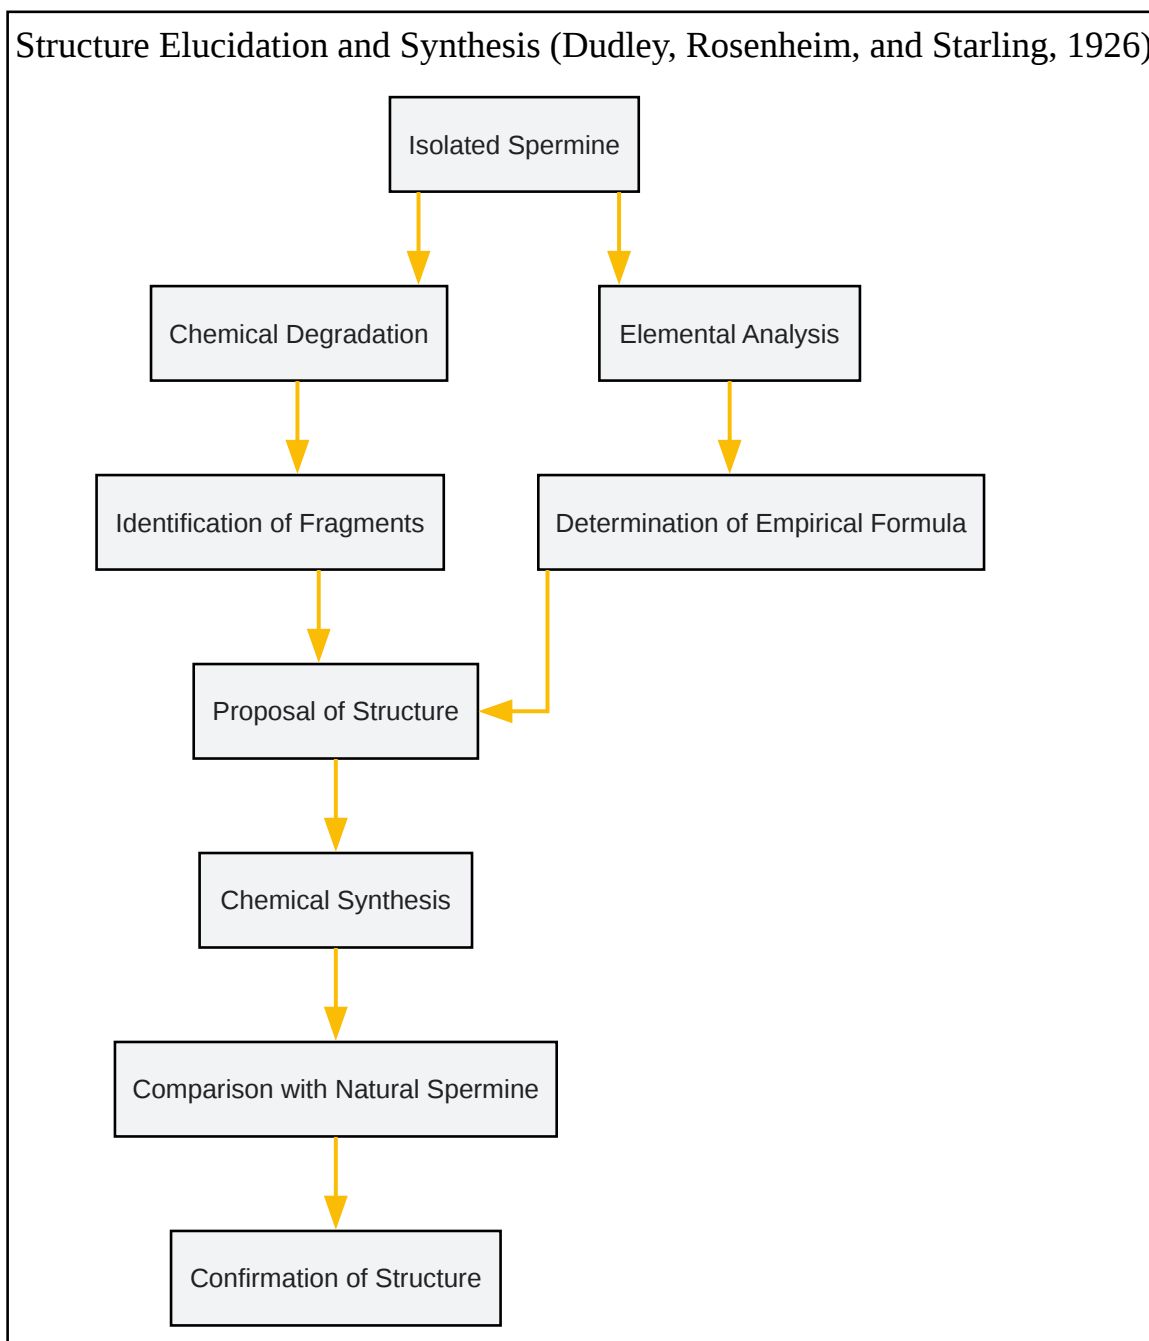 Structure Elucidation and Synthesis (Dudley, Rosenheim, and Starling, 1926)
Isolated Spermine
Chemical Degradation
Elemental Analysis
Identification of Fragments
Determination of Empirical Formula
Proposal of Structure
Chemical Synthesis
Comparison with Natural Spermine
Confirmation of Structure